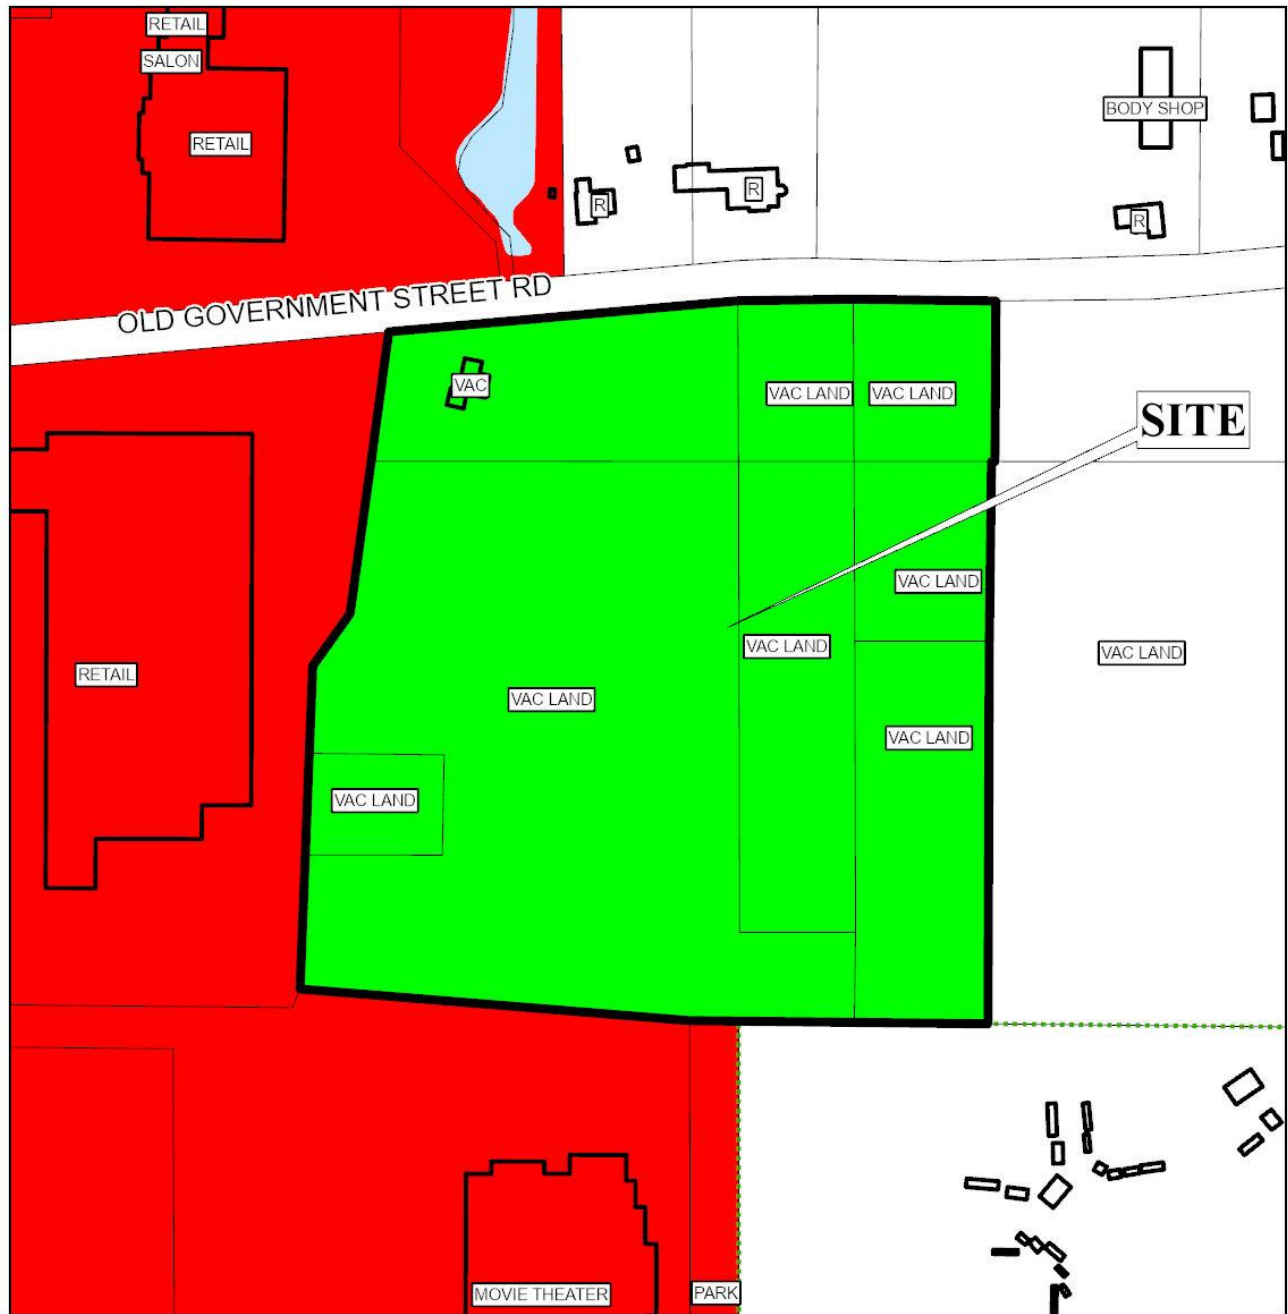 RETAIL
SALON
RETAIL
BODY SHOP
R
R
R
OLD GOVERNMENT STREET RD
VAC
VAC LAND
VAC LAND
SITE
VAC LAND
VAC LAND
VAC LAND
RETAIL
VAC LAND
VAC LAND
VAC LAND
MOVIE THEATER
PARK